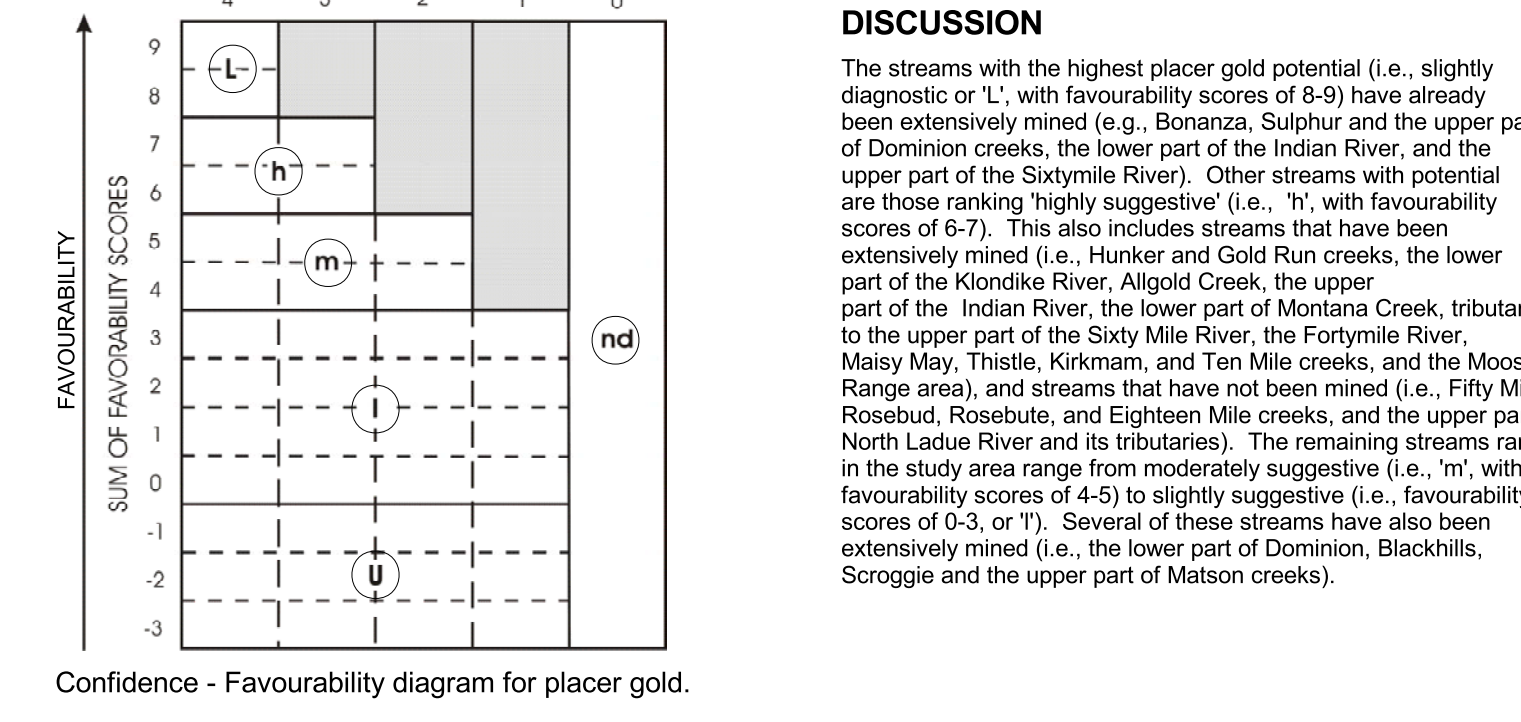 4 3 2 1 0
9
8
7
6
5
4
3
2
1
0
-1
-2
-3
L
h
m
nd
l
U
FAVOURABILITY
SUM OF FAVORABILITY SCORES
Confidence - Favourability diagram for placer gold.
DISCUSSION
The streams with the highest placer gold potential (i.e., slightly
diagnostic or 'L', with favourability scores of 8-9) have already
been extensively mined (e.g., Bonanza, Sulphur and the upper
of Dominion creeks, the lower part of the Indian River, and the
upper part of the Sixtymile River). Other streams with potential
are those ranking 'highly suggestive' (i.e., 'h', with favourability
scores of 6-7). This also includes streams that have been
extensively mined (i.e., Hunker and Gold Run creeks, the lower
part of the Klondike River, Allgold Creek, the upper
part of the Indian River, the lower part of Montana Creek,
to the upper part of the Sixty Mile River, the Fortymile River,
Maisy May, Thistle, Kirkmam, and Ten Mile creeks, and the
Range area), and streams that have not been mined (i.e., Fifty
Rosebud, Rosebute, and Eighteen Mile creeks, and the upper
North Ladue River and its tributaries). The remaining streams
in the study area range from moderately suggestive (i.e., 'm', with
favourability scores of 4-5) to slightly suggestive (i.e., favourability
scores of 0-3, or 'l'). Several of these streams have also been
extensively mined (i.e., the lower part of Dominion, Blackhills,
Scroggie and the upper part of Matson creeks).